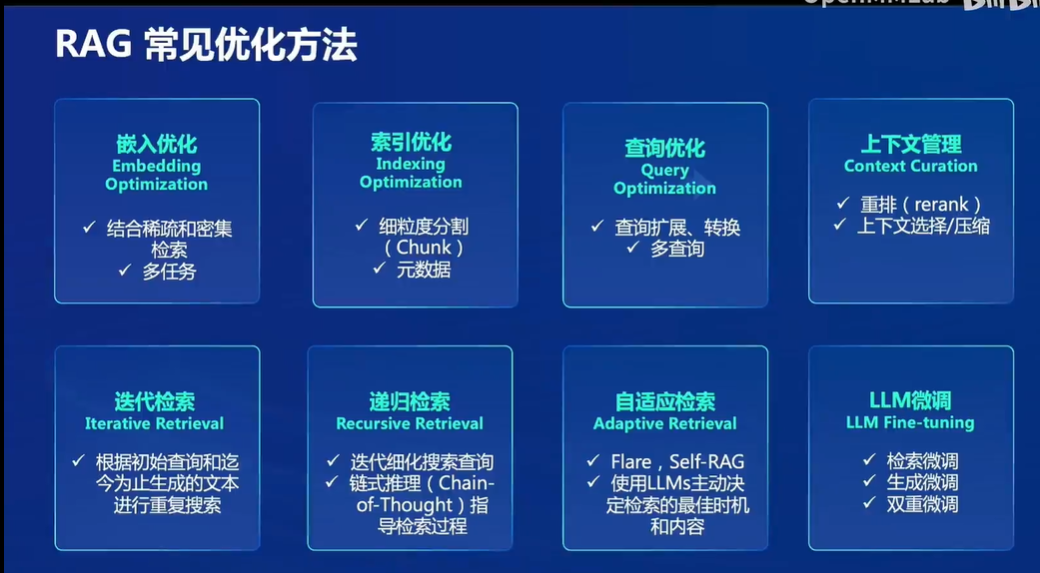 RAG 常见优化方法
嵌入优化
Embedding
Optimization
✓ 结合稀疏和密集
检索
✓ 多任务
索引优化
Indexing
Optimization
✓ 细粒度分割
（Chunk）
✓ 元数据
查询优化
Query
Optimization
✓ 查询扩展、转换
✓ 多查询
上下文管理
Context Curation
✓ 重排（rerank）
✓ 上下文选择/压缩
迭代检索
Iterative Retrieval
✓ 根据初始查询和迄
今为止生成的文本
进行重复搜索
递归检索
Recursive Retrieval
✓ 迭代细化搜索查询
✓ 链式推理（Chain-
of-Thought）指
导检索过程
自适应检索
Adaptive Retrieval
✓ Flare，Self-RAG
✓ 使用LLMs主动决
定检索的最佳时机
和内容
LLM微调
LLM Fine-tuning
✓ 检索微调
✓ 生成微调
✓ 双重微调